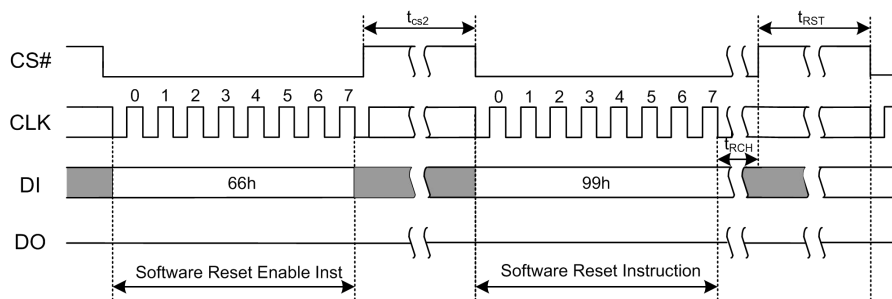 tcs2
tRST
CS#
0 1 2 3 4 5 6 7
0 1 2 3 4 5 6 7
CLK
tRCH
DI
66h
99h
DO
Software Reset Enable Inst
Software Reset Instruction